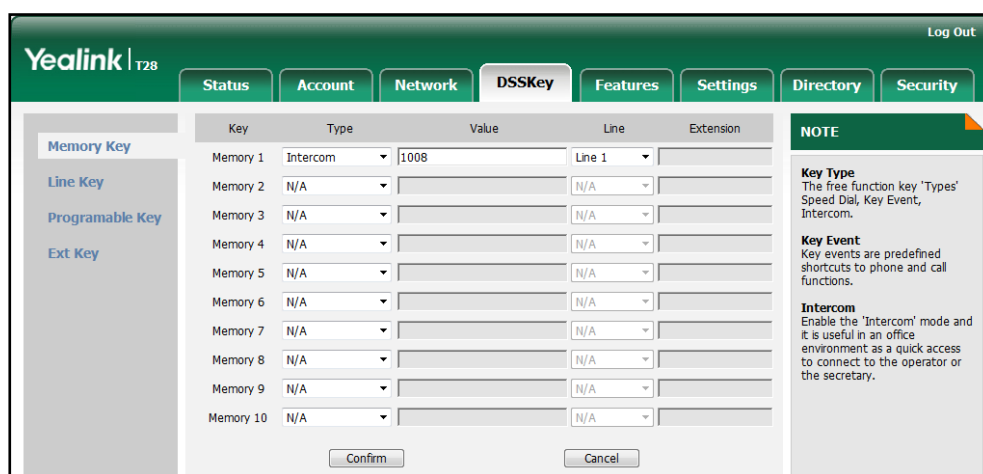 Log Out
Yealink T28
Status Account Network DSSKey Features Settings Directory Security
Memory Key
Line Key
Programable Key
Ext Key
Key Type Value Line Extension
Memory 1 Intercom 1008 Line 1
Memory 2 N/A N/A
Memory 3 N/A N/A
Memory 4 N/A N/A
Memory 5 N/A N/A
Memory 6 N/A N/A
Memory 7 N/A N/A
Memory 8 N/A N/A
Memory 9 N/A N/A
Memory 10 N/A N/A
Confirm Cancel
NOTE
Key Type
The free function key 'Types'
Speed Dial, Key Event,
Intercom.
Key Event
Key events are predefined
shortcuts to phone and call
functions.
Intercom
Enable the 'Intercom' mode and
it is useful in an office
environment as a quick access
to connect to the operator or
the secretary.